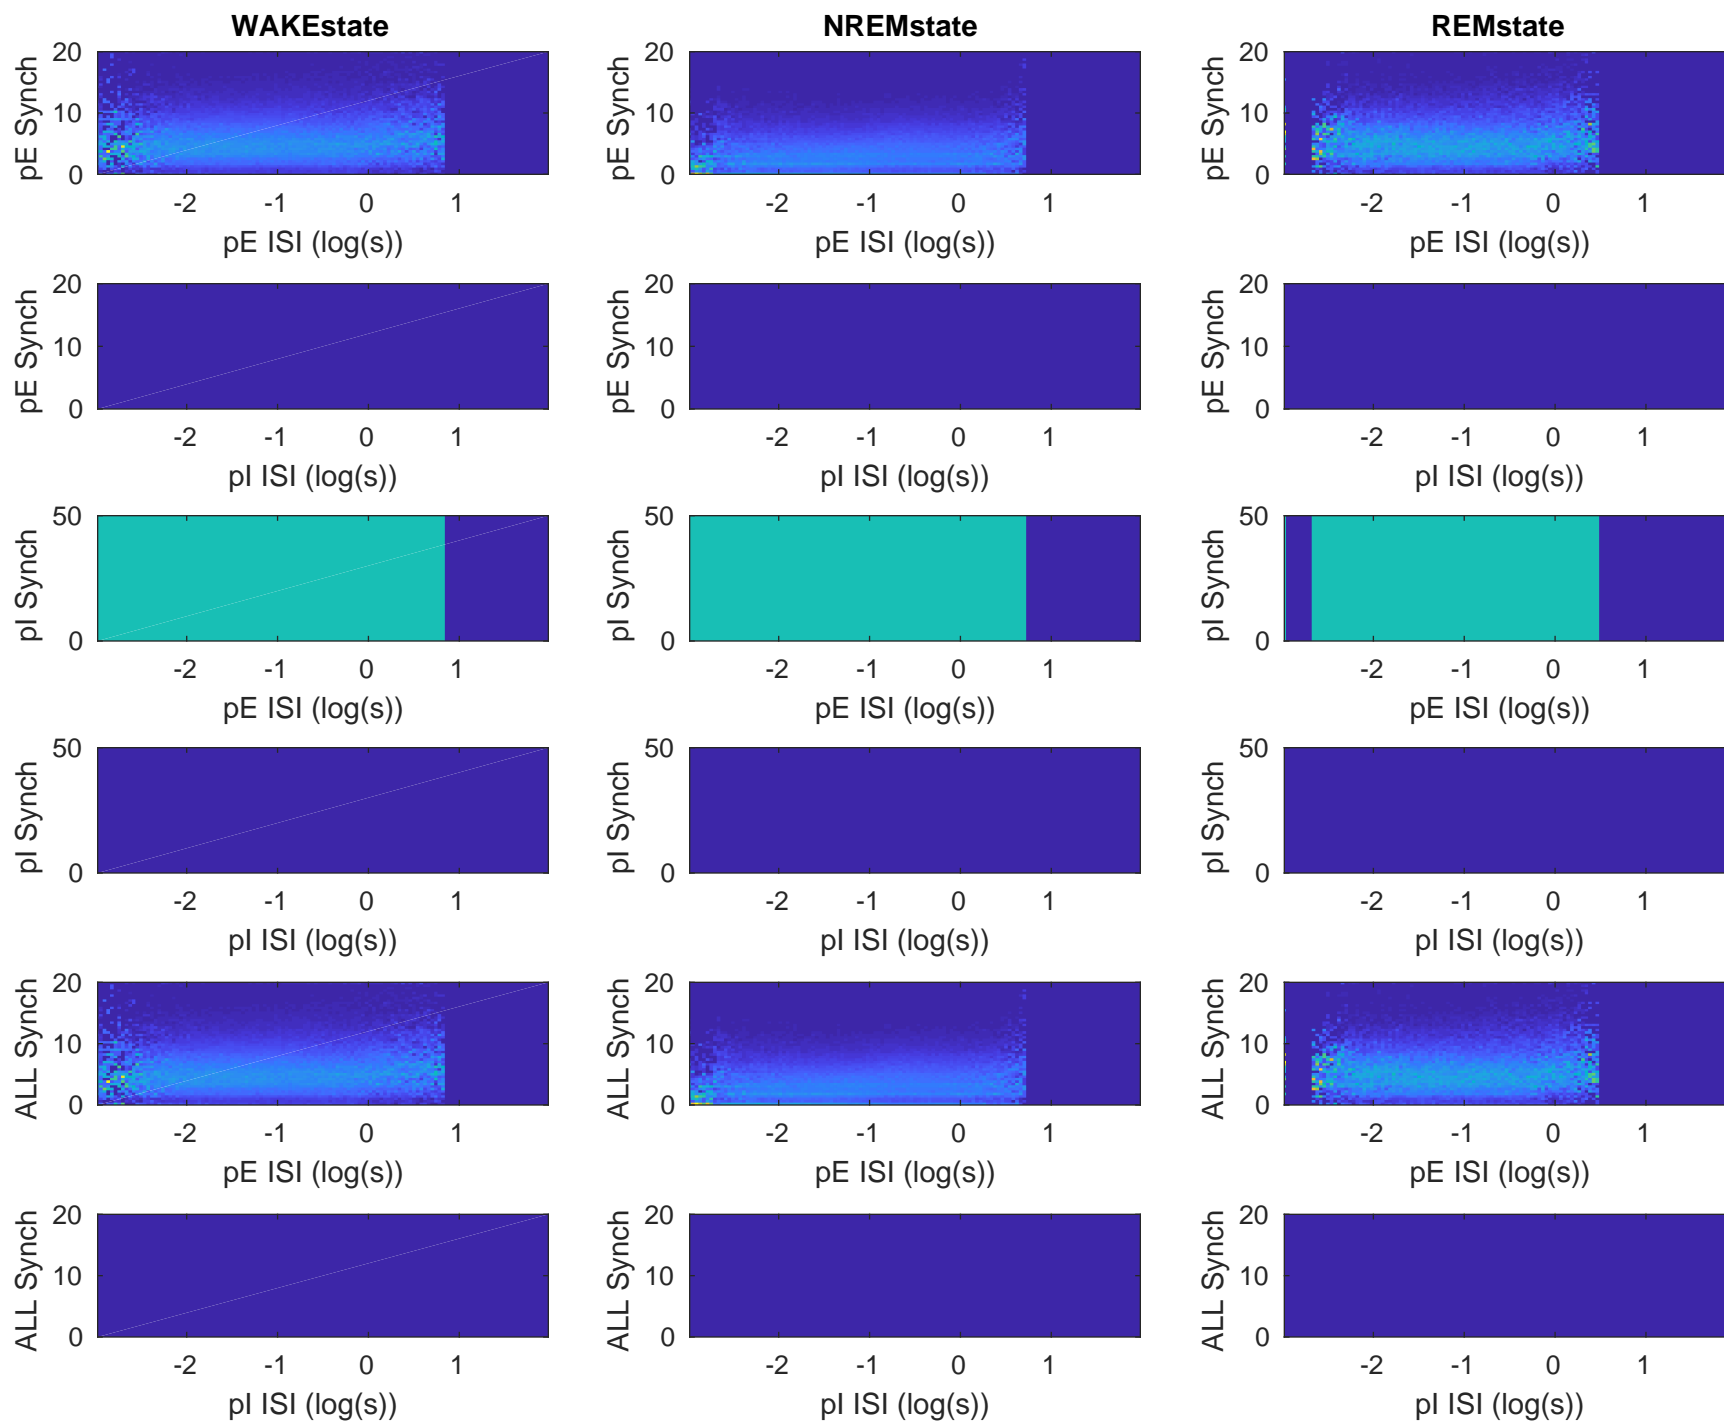 WAKEstate NREMstate REMstate
20 20 20
10 10 10
0 0 0
pE Synch pE Synch pE Synch
-2 -1 0 1 -2 -1 0 1 -2 -1 0 1
pE ISI (log(s)) pE ISI (log(s)) pE ISI (log(s))
20 20 20
10 10 10
0 0 0
pE Synch pE Synch pE Synch
-2 -1 0 1 -2 -1 0 1 -2 -1 0 1
pI ISI (log(s)) pI ISI (log(s)) pI ISI (log(s))
50 50 50
0 0 0
pI Synch pI Synch pI Synch
-2 -1 0 1 -2 -1 0 1 -2 -1 0 1
pE ISI (log(s)) pE ISI (log(s)) pE ISI (log(s))
50 50 50
0 0 0
pI Synch pI Synch pI Synch
-2 -1 0 1 -2 -1 0 1 -2 -1 0 1
pI ISI (log(s)) pI ISI (log(s)) pI ISI (log(s))
20 20 20
10 10 10
0 0 0
ALL Synch ALL Synch ALL Synch
-2 -1 0 1 -2 -1 0 1 -2 -1 0 1
pE ISI (log(s)) pE ISI (log(s)) pE ISI (log(s))
20 20 20
10 10 10
0 0 0
ALL Synch ALL Synch ALL Synch
-2 -1 0 1 -2 -1 0 1 -2 -1 0 1
pI ISI (log(s)) pI ISI (log(s)) pI ISI (log(s))